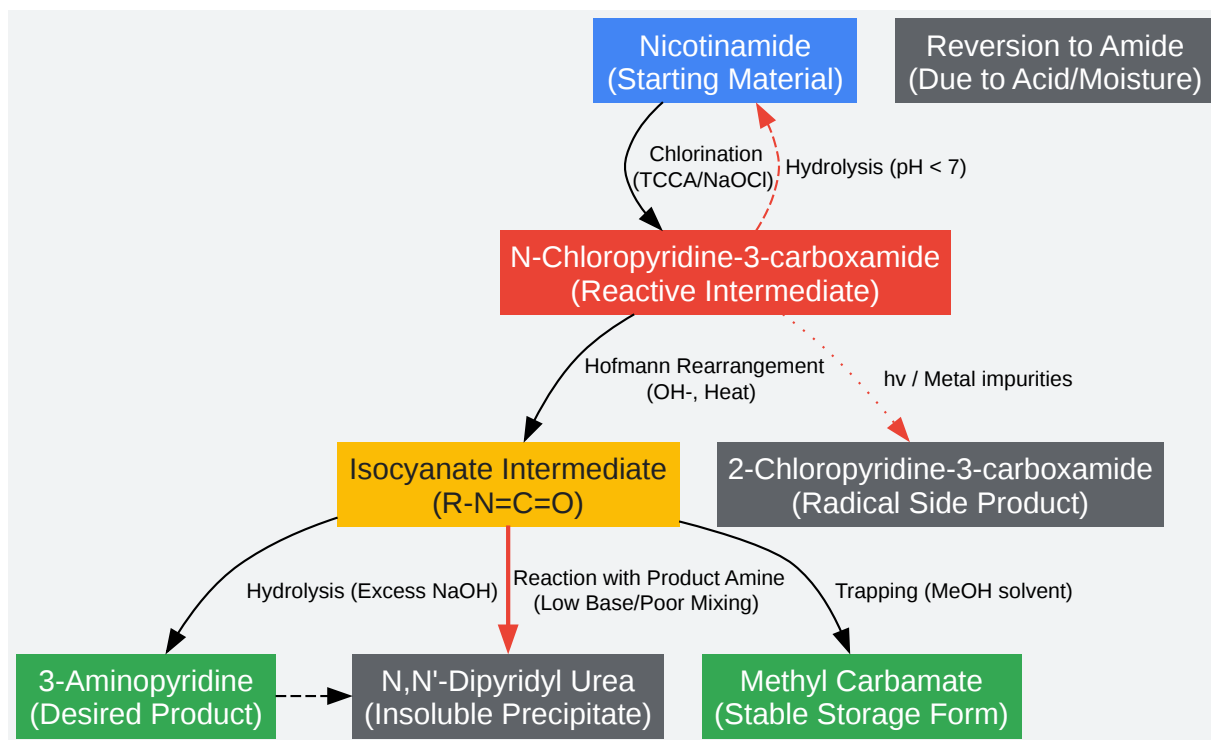 Nicotinamide
(Starting Material)
Reversion to Amide
(Due to Acid/Moisture)
Chlorination
(TCCA/NaOCl)
Hydrolysis (pH < 7)
N-Chloropyridine-3-carboxamide
(Reactive Intermediate)
Hofmann Rearrangement
(OH-, Heat)
hv / Metal impurities
Isocyanate Intermediate
(R-N=C=O)
2-Chloropyridine-3-carboxamide
(Radical Side Product)
Hydrolysis (Excess NaOH)
Reaction with Product Amine
(Low Base/Poor Mixing)
Trapping (MeOH solvent)
3-Aminopyridine
(Desired Product)
N,N'-Dipyridyl Urea
(Insoluble Precipitate)
Methyl Carbamate
(Stable Storage Form)